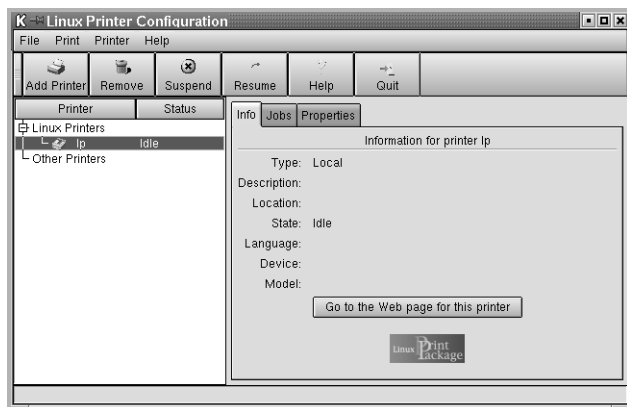 Linux Printer Configuration
File Print Printer Help
Add Printer Remove Suspend Resume Help Quit
Printer Status
Linux Printers
lp Idle
Other Printers
Info Jobs Properties
Information for printer lp
Type: Local
Description:
Location:
State: Idle
Language:
Device:
Model:
Go to the Web page for this printer
Linux Print Package